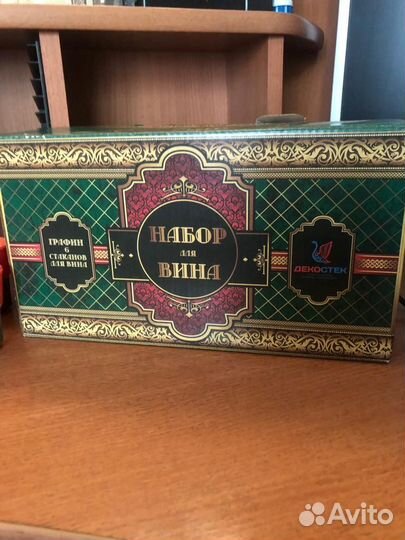 ГРАФИН
6
СТАКАНОВ
ДЛЯ ВИНА
НАБОР
ДЛЯ
ВИНА
ДЕКОСТЕК
Avito